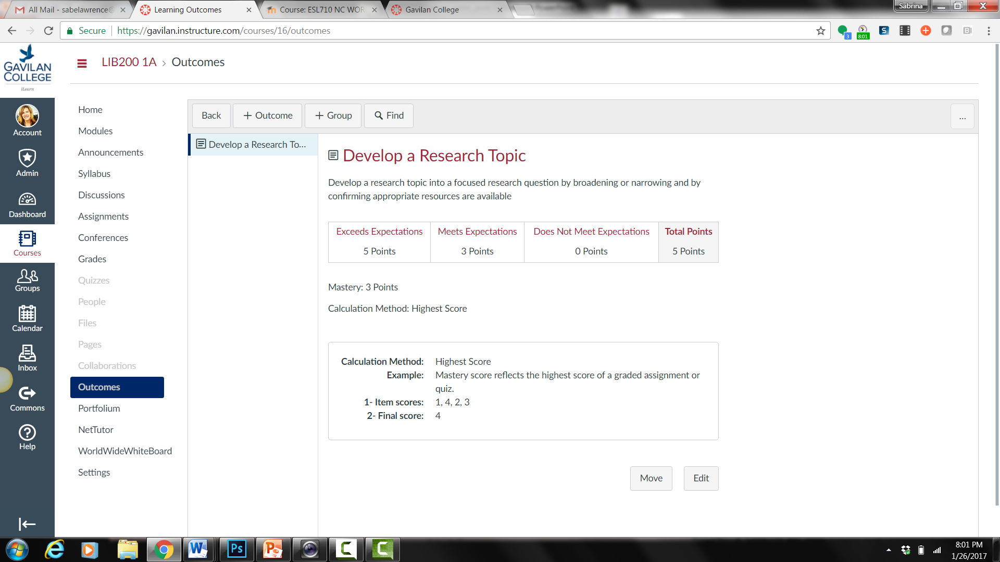 All Mail - sabelawrence@
Learning Outcomes
Course: ESL710 NC WOR
Gavilan College
Sabrina
Secure
https://gavilan.instructure.com/courses/16/outcomes
3
8:01
GAVILAN
COLLEGE
iLearn
LIB200 1A > Outcomes
Account
Admin
Dashboard
Courses
Groups
Calendar
Inbox
Commons
Help
Home
Modules
Announcements
Syllabus
Discussions
Assignments
Conferences
Grades
Quizzes
People
Files
Pages
Collaborations
Outcomes
Portfolium
NetTutor
WorldWideWhiteBoard
Settings
Back + Outcome + Group Find ...
Develop a Research To...
Develop a Research Topic
Develop a research topic into a focused research question by broadening or narrowing and by
confirming appropriate resources are available
Exceeds Expectations Meets Expectations Does Not Meet Expectations Total Points
5 Points 3 Points 0 Points 5 Points
Mastery: 3 Points
Calculation Method: Highest Score
Calculation Method: Highest Score
Example: Mastery score reflects the highest score of a graded assignment or
quiz.
1- Item scores: 1, 4, 2, 3
2- Final score: 4
Move Edit
8:01 PM
1/26/2017